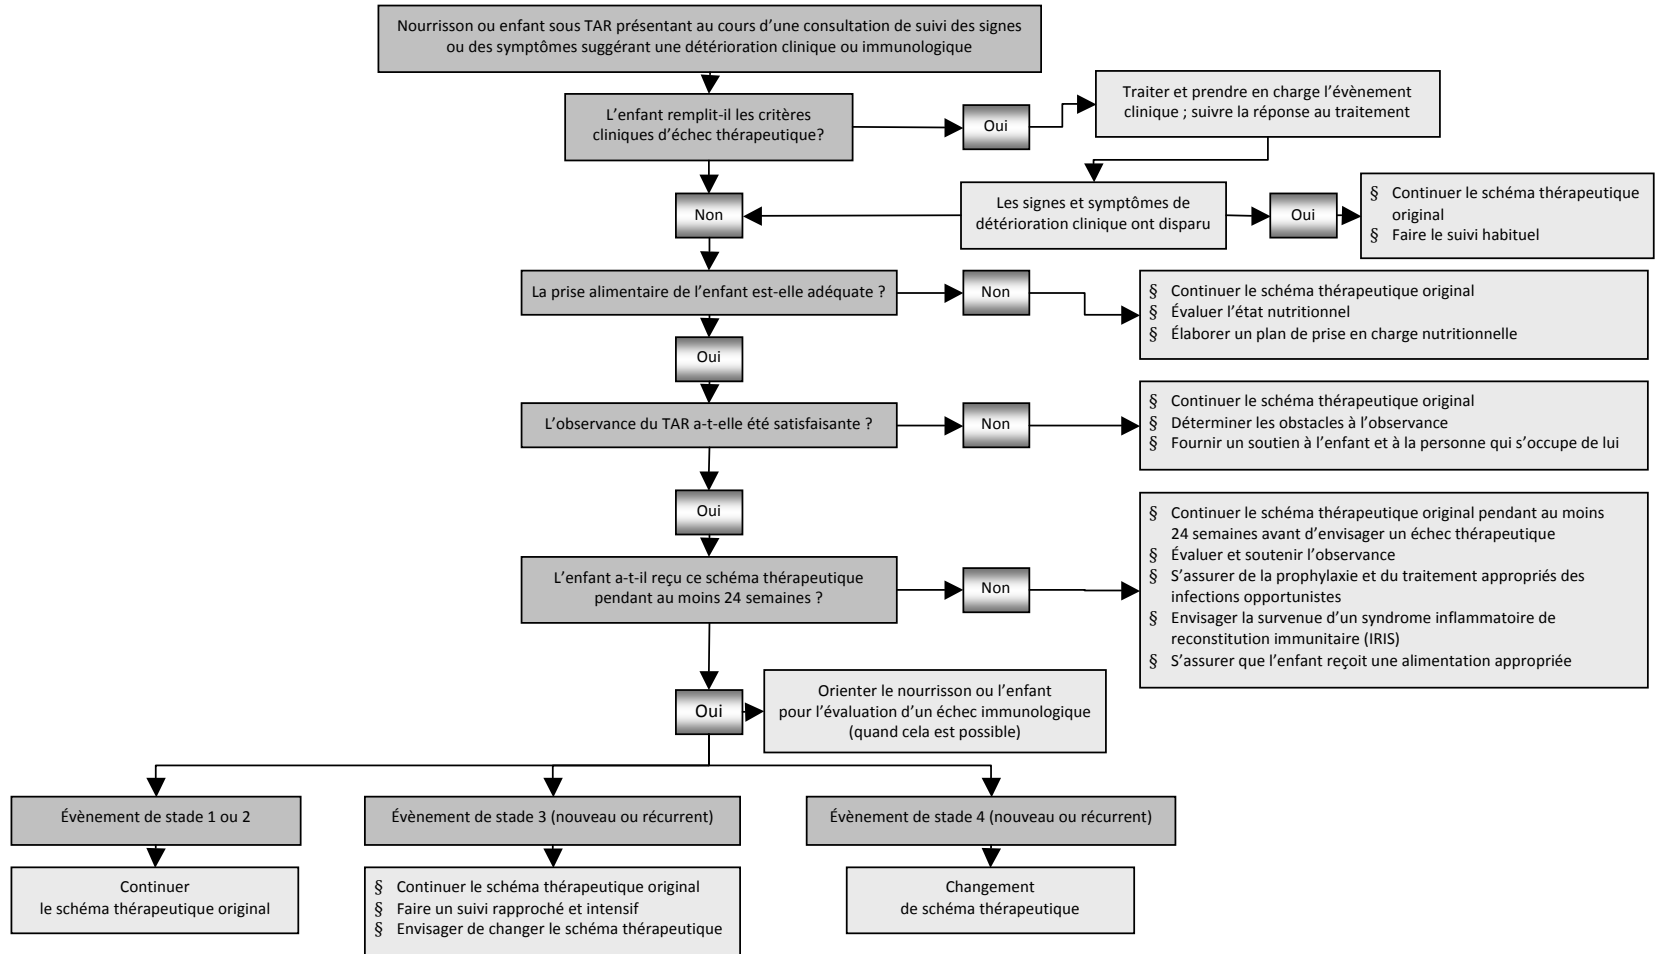 Nourrisson ou enfant sous TAR présentant au cours d’une consultation de suivi des signes
ou des symptômes suggérant une détérioration clinique ou immunologique
L’enfant remplit-il les critères
cliniques d’échec thérapeutique?
Oui
Traiter et prendre en charge l’évènement
clinique ; suivre la réponse au traitement
Non
Les signes et symptômes de
détérioration clinique ont disparu
Oui
§ Continuer le schéma thérapeutique
original
§ Faire le suivi habituel
La prise alimentaire de l’enfant est-elle adéquate ?
Non
§ Continuer le schéma thérapeutique original
§ Évaluer l’état nutritionnel
§ Élaborer un plan de prise en charge nutritionnelle
Oui
L’observance du TAR a-t-elle été satisfaisante ?
Non
§ Continuer le schéma thérapeutique original
§ Déterminer les obstacles à l’observance
§ Fournir un soutien à l’enfant et à la personne qui s’occupe de lui
Oui
L’enfant a-t-il reçu ce schéma thérapeutique
pendant au moins 24 semaines ?
Non
§ Continuer le schéma thérapeutique original pendant au moins
24 semaines avant d’envisager un échec thérapeutique
§ Évaluer et soutenir l’observance
§ S’assurer de la prophylaxie et du traitement appropriés des
infections opportunistes
§ Envisager la survenue d’un syndrome inflammatoire de
reconstitution immunitaire (IRIS)
§ S’assurer que l’enfant reçoit une alimentation appropriée
Oui
Orienter le nourrisson ou l’enfant
pour l’évaluation d’un échec immunologique
(quand cela est possible)
Évènement de stade 1 ou 2
Évènement de stade 3 (nouveau ou récurrent)
Évènement de stade 4 (nouveau ou récurrent)
Continuer
le schéma thérapeutique original
§ Continuer le schéma thérapeutique original
§ Faire un suivi rapproché et intensif
§ Envisager de changer le schéma thérapeutique
Changement
de schéma thérapeutique